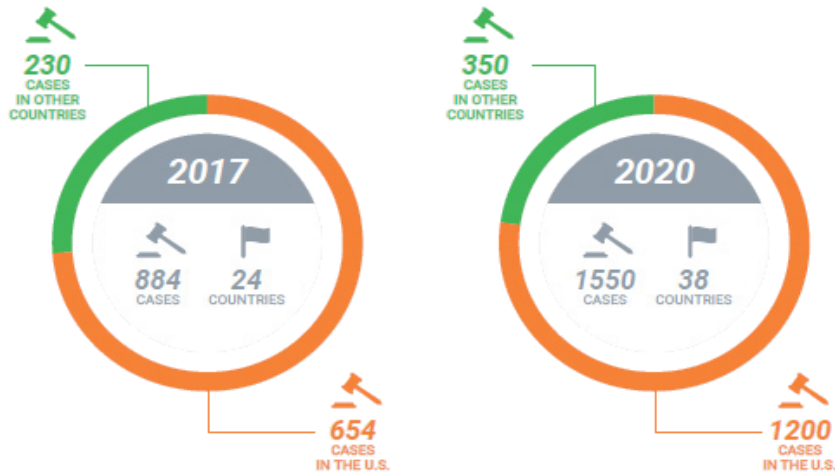 230
CASES
IN OTHER
COUNTRIES
2017
884
CASES
24
COUNTRIES
654
CASES
IN THE U.S.
350
CASES
IN OTHER
COUNTRIES
2020
1550
CASES
38
COUNTRIES
1200
CASES
IN THE U.S.